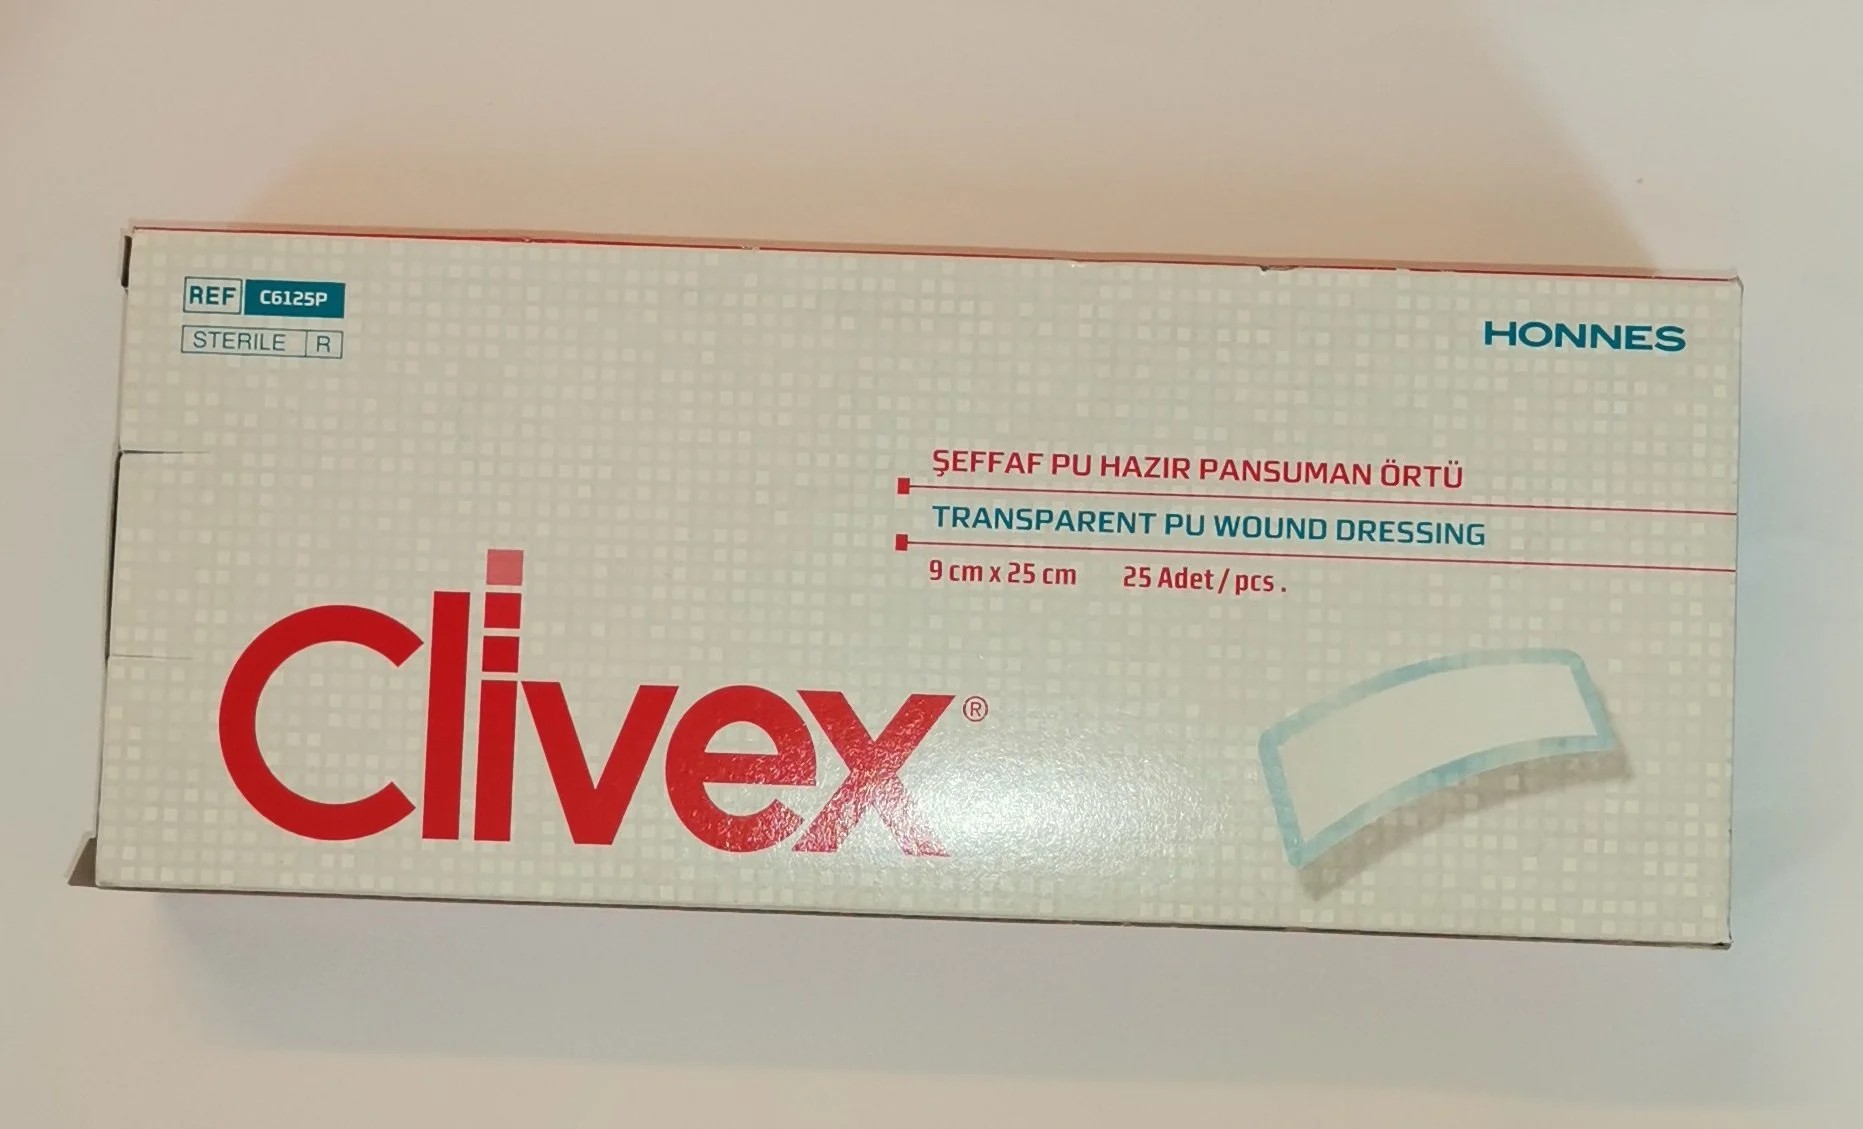 REF C6125P
STERILE R
HONNES
ŞEFFAF PU HAZIR PANSUMAN ÖRTÜ
TRANSPARENT PU WOUND DRESSING
9 cm x 25 cm 25 Adet / pcs .
Clivex®